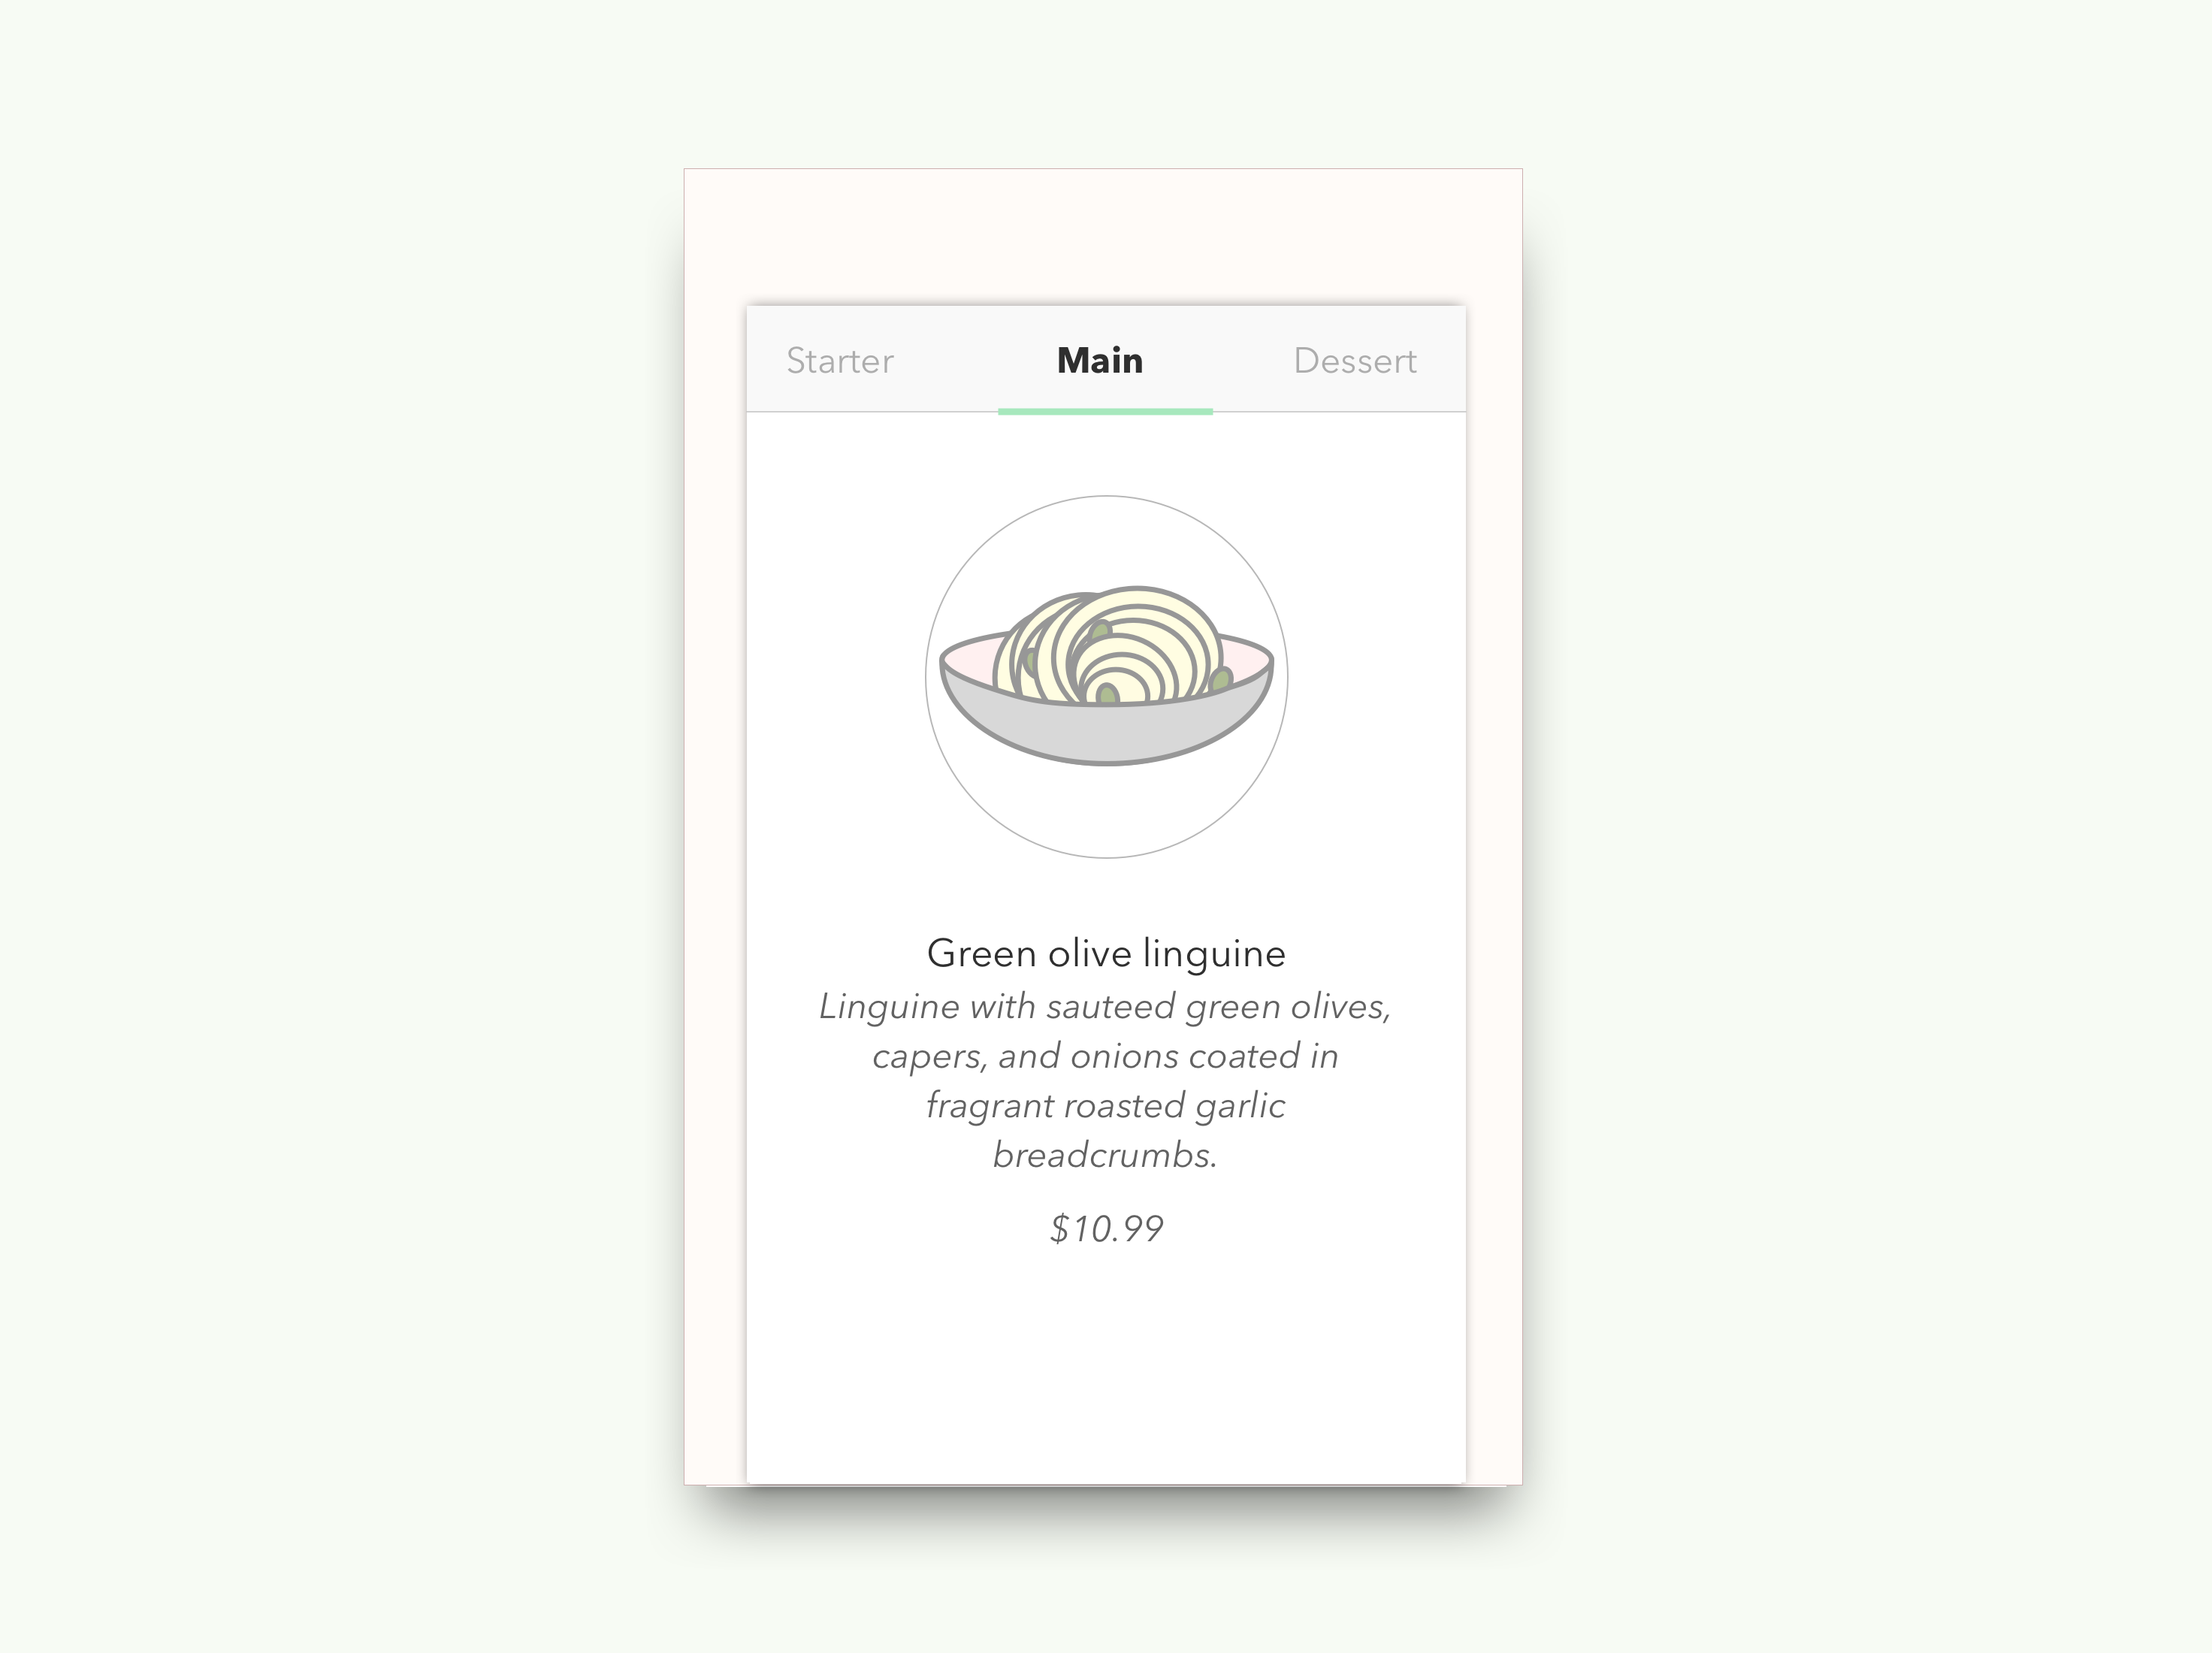 Starter Main Dessert
Green olive linguine
Linguine with sauteed green olives,
capers, and onions coated in
fragrant roasted garlic
breadcrumbs.
$10.99